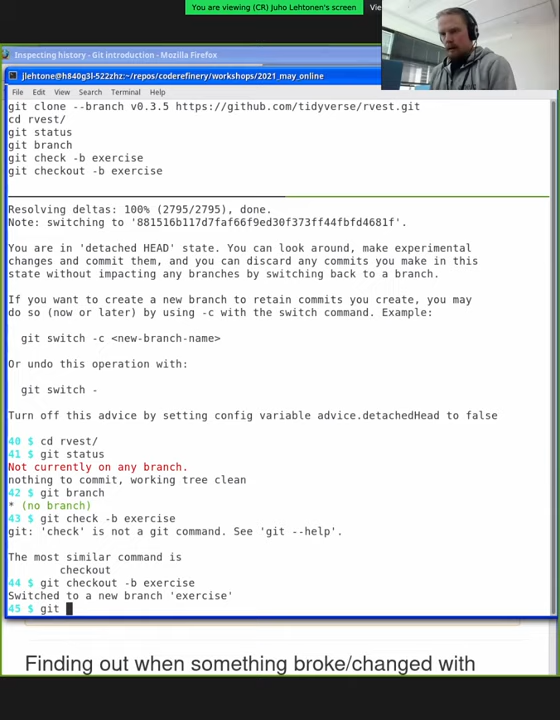 You are viewing (CR) Juho Lehtonen's screen
Inspecting history - Git introduction - Mozilla Firefox
jlehtone@h840g3l-522zhz:~/repos/coderefinery/workshops/2021_may_online
File Edit View Search Terminal Help
git clone --branch v0.3.5 https://github.com/tidyverse/rvest.git
cd rvest/
git status
git branch
git check -b exercise
git checkout -b exercise
Resolving deltas: 100% (2795/2795), done.
Note: switching to '881516b117d7faf66f9ed30f373ff44fbfd4681f'.
You are in 'detached HEAD' state. You can look around, make experimental
changes and commit them, and you can discard any commits you make in this
state without impacting any branches by switching back to a branch.
If you want to create a new branch to retain commits you create, you may
do so (now or later) by using -c with the switch command. Example:
git switch -c <new-branch-name>
Or undo this operation with:
git switch -
Turn off this advice by setting config variable advice.detachedHead to false
40 $ cd rvest/
41 $ git status
Not currently on any branch.
nothing to commit, working tree clean
42 $ git branch
* (no branch)
43 $ git check -b exercise
git: 'check' is not a git command. See 'git --help'.
The most similar command is
checkout
44 $ git checkout -b exercise
Switched to a new branch 'exercise'
45 $ git
Finding out when something broke/changed with